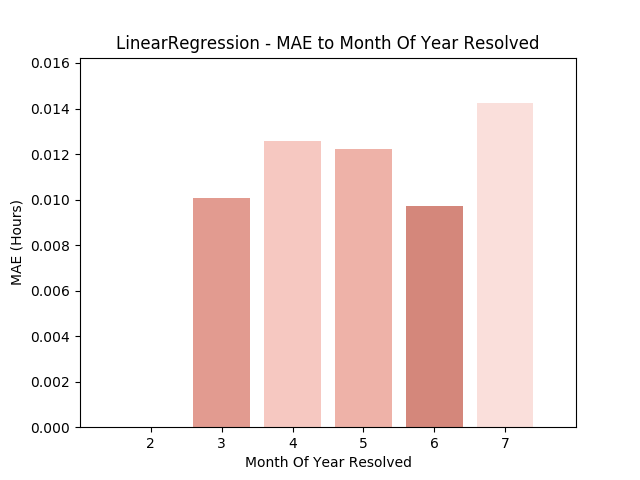 LinearRegression - MAE to Month Of Year Resolved
0.016
0.014
0.012
0.010
0.008
0.006
0.004
0.002
0.000
MAE (Hours)
2 3 4 5 6 7
Month Of Year Resolved